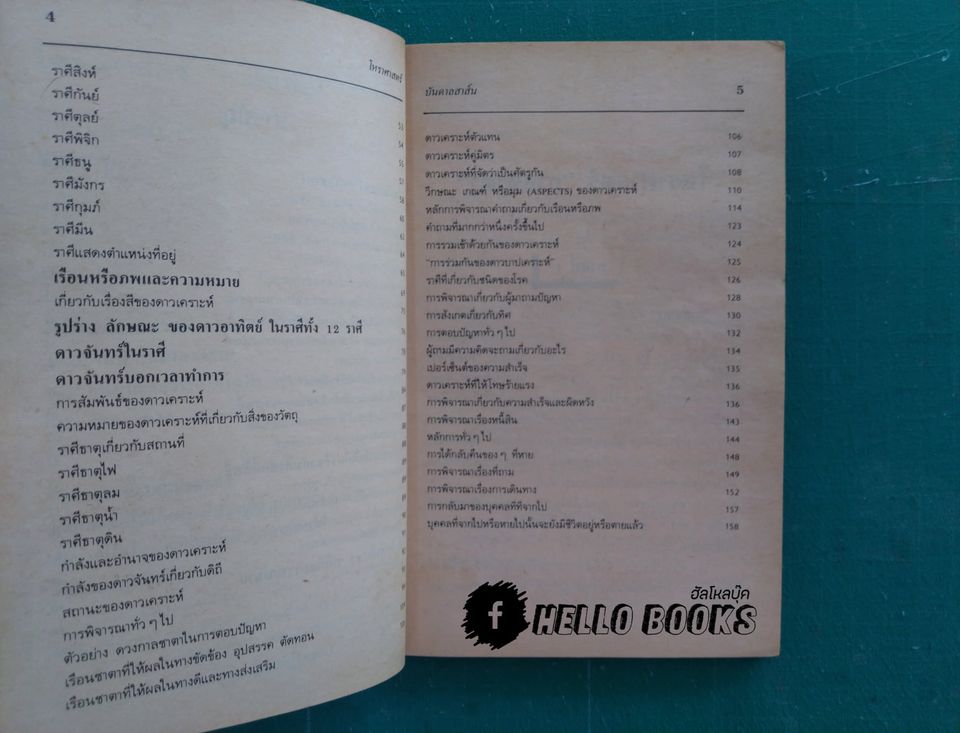 4
โหราศาสตร์
ราศีสิงห์
ราศีกันย์
ราศีตุลย์ 53
ราศีพิจิก 54
ราศีธนู
ราศีมังกร 57
ราศีกุมภ์ 58
ราศีมีน 60
ราศีแสดงตำแหน่งที่อยู่
เรือนหรือภพและความหมาย
เกี่ยวกับเรื่องสีของดาวเคราะห์
รูปร่าง ลักษณะ ของดาวอาทิตย์ ในราศีทั้ง 12 ราศี
ดาวจันทร์ในราศี
ดาวจันทร์บอกเวลาทำการ
การสัมพันธ์ของดาวเคราะห์
ความหมายของดาวเคราะห์ที่เกี่ยวกับสิ่งของวัตถุ
ราศีธาตุเกี่ยวกับสถานที่
ราศีธาตุไฟ
ราศีธาตุลม
ราศีธาตุน้ำ
ราศีธาตุดิน
กำลังและอำนาจของดาวเคราะห์
กำลังของดาวจันทร์เกี่ยวกับดิถี
สถานะของดาวเคราะห์
การพิจารณาทั่ว ๆ ไป
ตัวอย่าง ดวงกาลชาตาในการตอบปัญหา
เรือนชาตาที่ให้ผลในทางขัดข้อง อุปสรรค ตัดทอน
เรือนชาตาที่ให้ผลในทางดีและทางส่งเสริม
บันดาลสาส์น 5
ดาวเคราะห์ตัวแทน 106
ดาวเคราะห์คู่มิตร 107
ดาวเคราะห์ที่จัดว่าเป็นศัตรูกัน 108
วีกษณะ เกณฑ์ หรือมุม (ASPECTS) ของดาวเคราะห์ 110
หลักการพิจารณาคำถามเกี่ยวกับเรือนหรือภพ 114
คำถามที่มากกว่าหนึ่งครั้งขึ้นไป 123
การรวมเข้าด้วยกันของดาวเคราะห์ 124
"การร่วมกันของดาวบาปเคราะห์" 125
ราศีที่เกี่ยวกับชนิดของโรค 126
การพิจารณาเกี่ยวกับผู้มาถามปัญหา 128
การสังเกตเกี่ยวกับทิศ 130
การตอบปัญหาทั่ว ๆ ไป 132
ผู้ถามมีความคิดจะถามเกี่ยวกับอะไร 134
เปอร์เซ็นต์ของความสำเร็จ 135
ดาวเคราะห์ที่ให้โทษร้ายแรง 136
การพิจารณาเกี่ยวกับความสำเร็จและผิดหวัง 136
การพิจารณาเรื่องหนี้สิน 143
หลักการทั่ว ๆ ไป 144
การได้กลับคืนของ ๆ ที่หาย 148
การพิจารณาเรื่องที่ถาม 149
การพิจารณาเรื่องการเดินทาง 152
การกลับมาของบุคคลที่ที่จากไป 157
บุคคลที่จากไปหรือหายไปนั้นจะยังมีชีวิตอยู่หรือตายแล้ว 158
ฮัลโหลบุ๊ค
f HELLO BOOKS